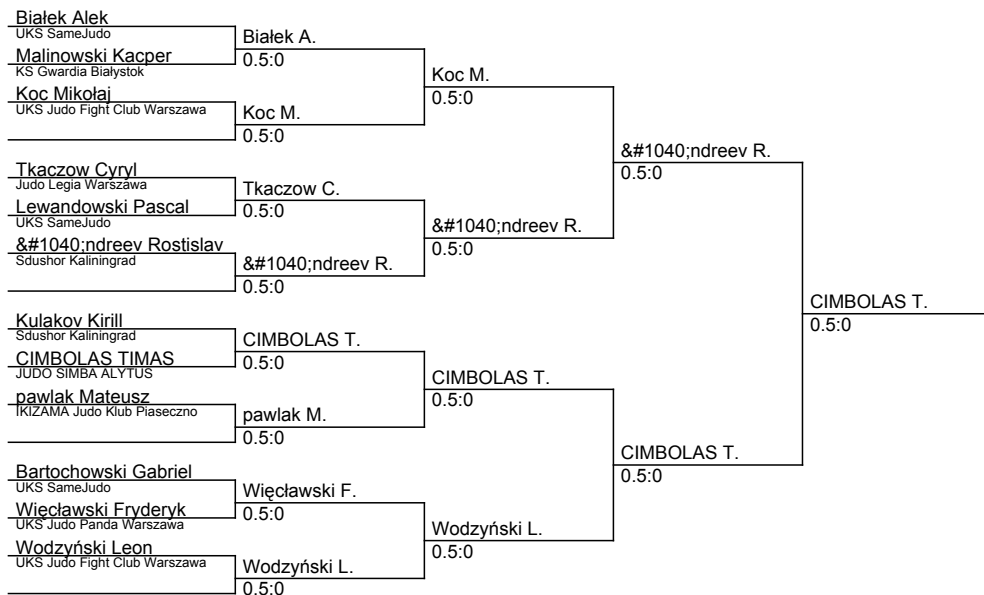 Białek Alek
UKS SameJudo
Białek A.
0.5:0
Malinowski Kacper
KS Gwardia Białystok
Koc M.
0.5:0
Koc Mikołaj
UKS Judo Fight Club Warszawa
Koc M.
0.5:0
&#1040;ndreev R.
0.5:0
Tkaczow Cyryl
Judo Legia Warszawa
Tkaczow C.
0.5:0
Lewandowski Pascal
UKS SameJudo
&#1040;ndreev R.
0.5:0
&#1040;ndreev Rostislav
Sdushor Kaliningrad
&#1040;ndreev R.
0.5:0
CIMBOLAS T.
0.5:0
Kulakov Kirill
Sdushor Kaliningrad
CIMBOLAS T.
0.5:0
CIMBOLAS TIMAS
JUDO SIMBA ALYTUS
CIMBOLAS T.
0.5:0
pawlak Mateusz
IKIZAMA Judo Klub Piaseczno
pawlak M.
0.5:0
CIMBOLAS T.
0.5:0
Bartochowski Gabriel
UKS SameJudo
Więcławski F.
0.5:0
Więcławski Fryderyk
UKS Judo Panda Warszawa
Wodzyński L.
0.5:0
Wodzyński Leon
UKS Judo Fight Club Warszawa
Wodzyński L.
0.5:0